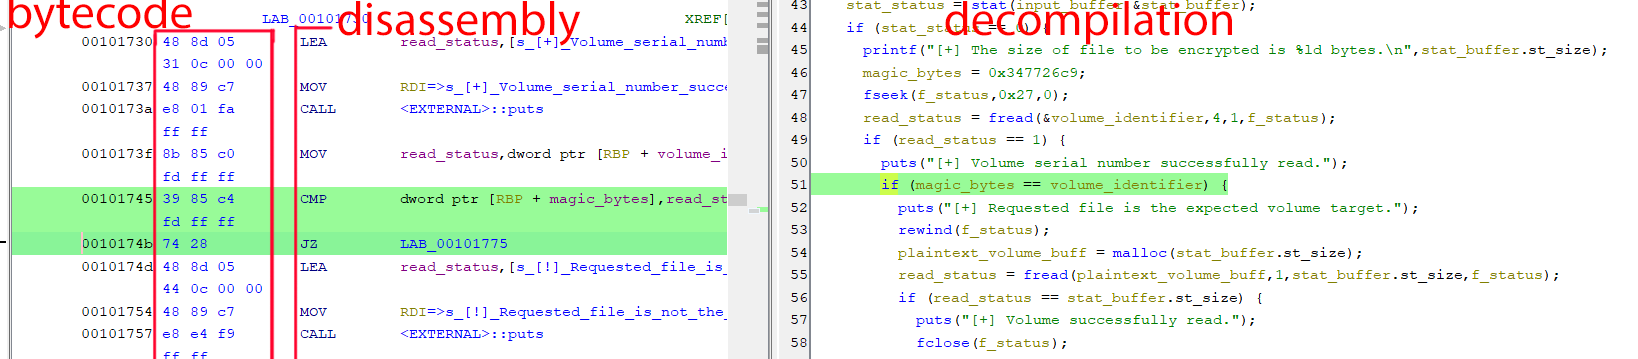 bytecode
disassembly
decompilation
LAB_00101730
XREF[
00101730 48 8d 05 LEA read_status,[s_[+]_Volume_serial_numb
31 0c 00 00
00101737 48 89 c7 MOV RDI=>s_[+]_Volume_serial_number_succe
0010173a e8 01 fa CALL <EXTERNAL>::puts
ff ff
0010173f 8b 85 c0 MOV read_status,dword ptr [RBP + volume_i
fd ff ff
00101745 39 85 c4 CMP dword ptr [RBP + magic_bytes],read_st
fd ff ff
0010174b 74 28 JZ LAB_00101775
0010174d 48 8d 05 LEA read_status,[s_[!]_Requested_file_is_
44 0c 00 00
00101754 48 89 c7 MOV RDI=>s_[!]_Requested_file_is_not_the_
00101757 e8 e4 f9 CALL <EXTERNAL>::puts
ff ff
43 stat_status = stat(input_buffer,&stat_buffer);
44 if (stat_status == 0) {
45 printf("[+] The size of file to be encrypted is %ld bytes.\n",stat_buffer.st_size);
46 magic_bytes = 0x347726c9;
47 fseek(f_status,0x27,0);
48 read_status = fread(&volume_identifier,4,1,f_status);
49 if (read_status == 1) {
50 puts("[+] Volume serial number successfully read.");
51 if (magic_bytes == volume_identifier) {
52 puts("[+] Requested file is the expected volume target.");
53 rewind(f_status);
54 plaintext_volume_buff = malloc(stat_buffer.st_size);
55 read_status = fread(plaintext_volume_buff,1,stat_buffer.st_size,f_status);
56 if (read_status == stat_buffer.st_size) {
57 puts("[+] Volume successfully read.");
58 fclose(f_status);